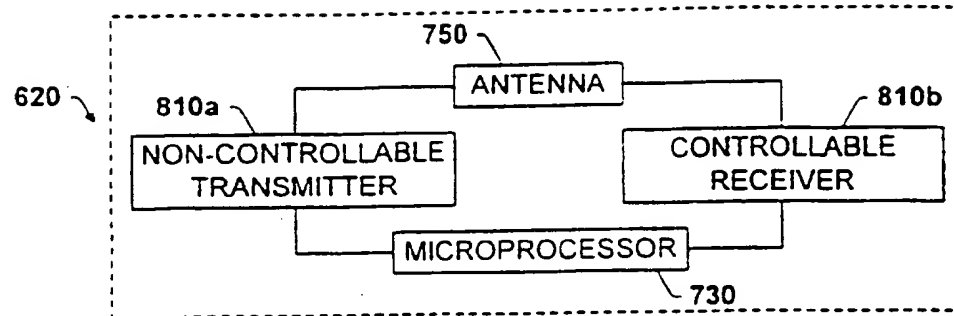 750
ANTENNA
620
810a
810b
NON-CONTROLLABLE
TRANSMITTER
CONTROLLABLE
RECEIVER
MICROPROCESSOR
730